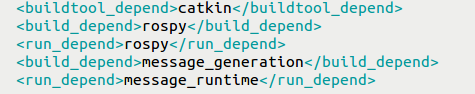 <buildtool_depend>catkin</buildtool_depend>
<build_depend>rospy</build_depend>
<run_depend>rospy</run_depend>
<build_depend>message_generation</build_depend>
<run_depend>message_runtime</run_depend>